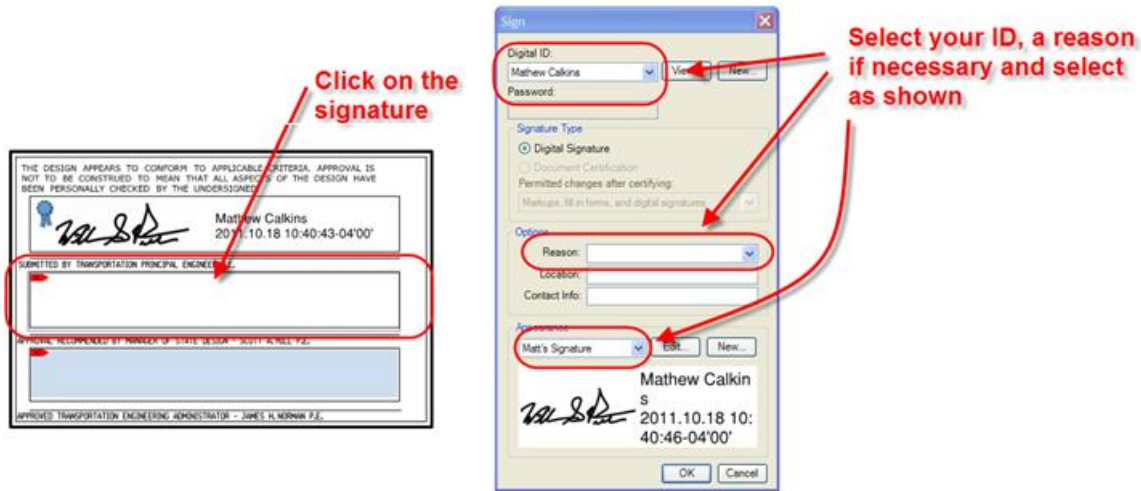 Click on the
signature
THE DESIGN APPEARS TO CONFORM TO APPLICABLE CRITERIA. APPROVAL IS
NOT TO BE CONSTRUED TO MEAN THAT ALL ASPECTS OF THE DESIGN HAVE
BEEN PERSONALLY CHECKED BY THE UNDERSIGNED.
Mathew Calkins
2011.10.18 10:40:43-04'00'
SUBMITTED BY TRANSPORTATION PRINCIPAL ENGINEER P.E.
APPROVAL RECOMMENDED BY MANAGER OF STATE DESIGN - SCOTT A. HILL P.E.
APPROVED TRANSPORTATION ENGINEERING ADMINISTRATOR - JAMES H. NORMAN P.E.
Sign
Digital ID:
Mathew Calkins
View... New...
Password:
Signature Type
Digital Signature
Document Certification
Permitted changes after certifying:
Markups, fill in forms, and digital signatures
Options
Reason:
Location:
Contact Info:
Appearance
Matt's Signature
Edit... New...
Mathew Calkin
s
2011.10.18 10:
40:46-04'00'
OK Cancel
Select your ID, a reason
if necessary and select
as shown